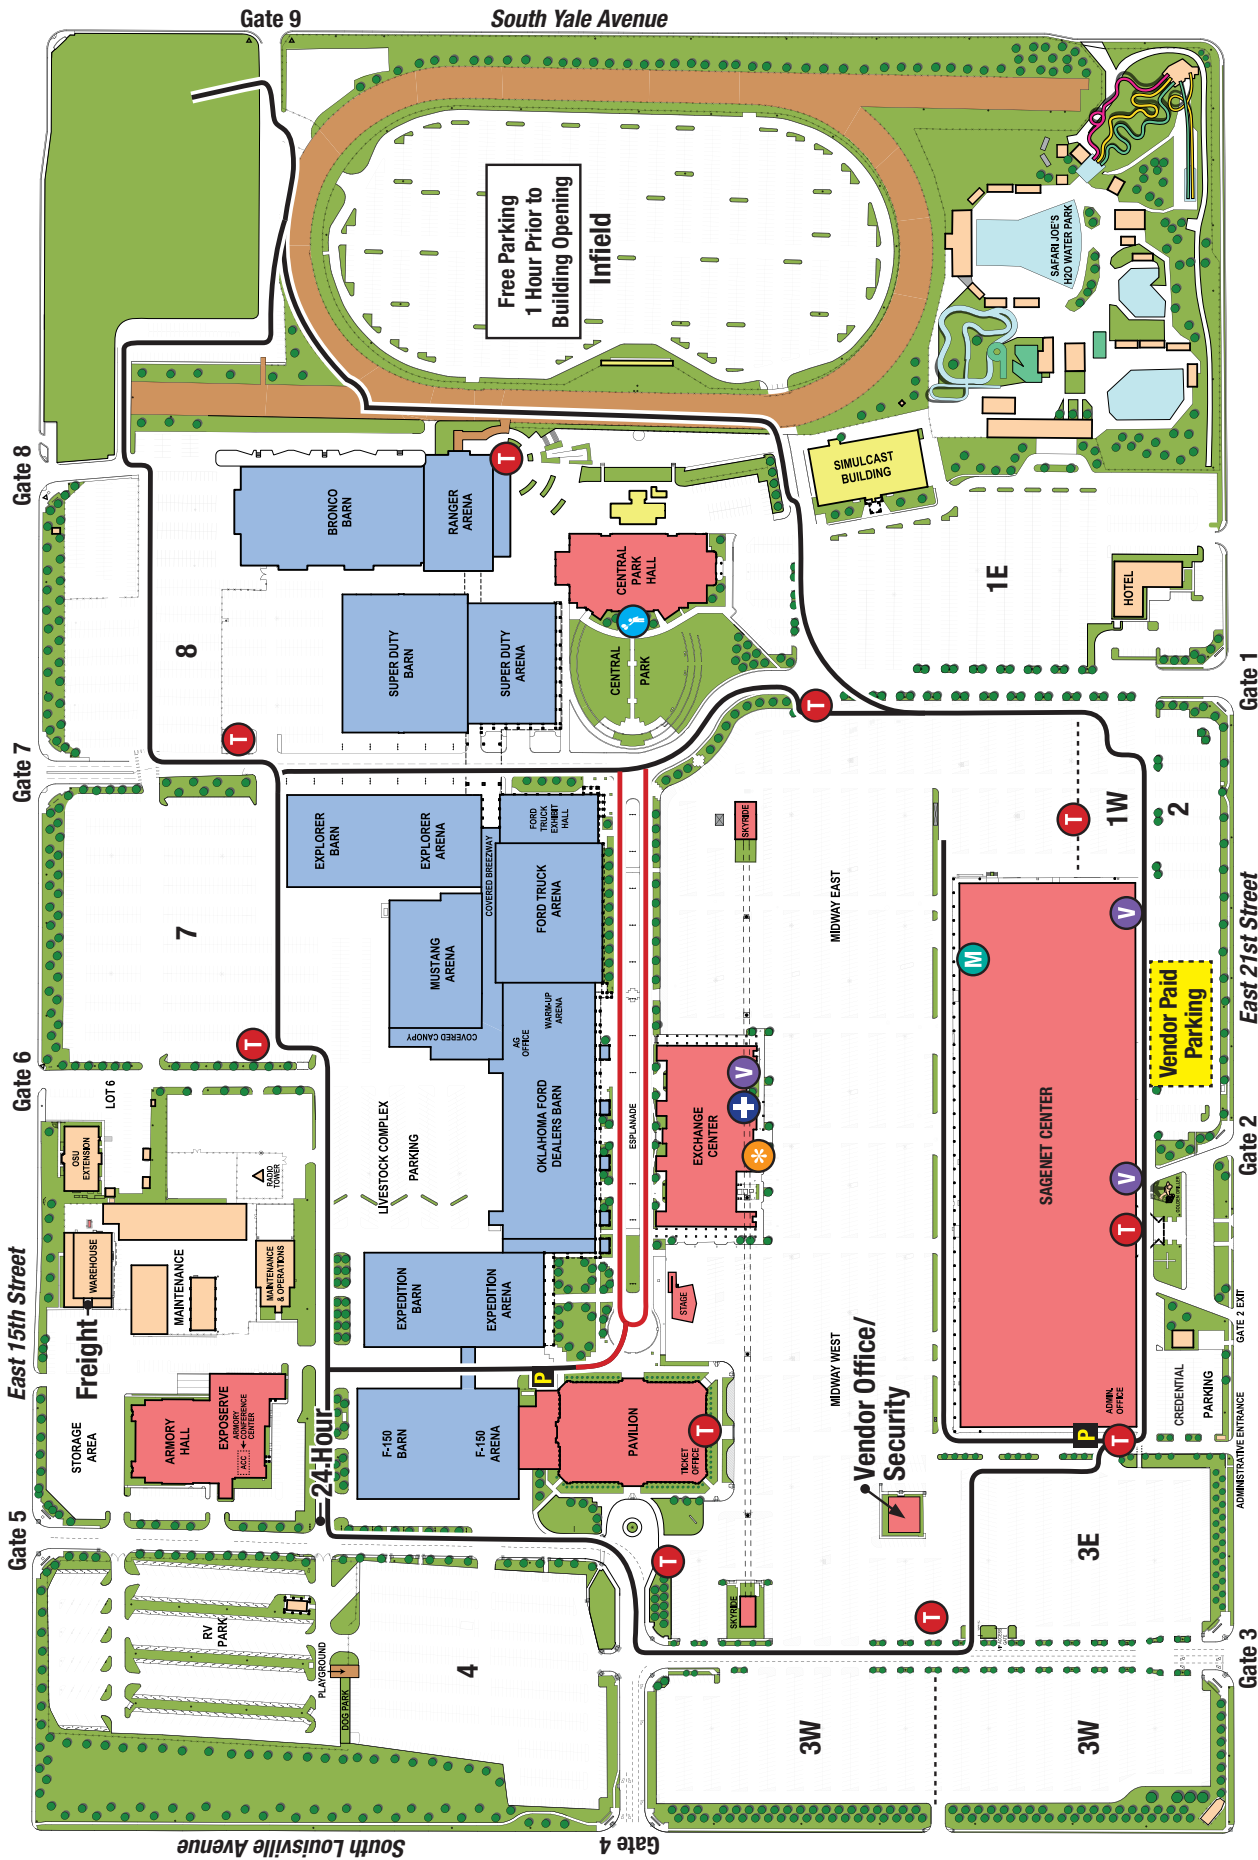 Gate 9
South Yale Avenue
Free Parking
1 Hour Prior to
Building Opening
Infield
SAFARI JOE'S
H2O WATER PARK
Gate 8
BRONCO
BARN
RANGER
ARENA
T
SIMULCAST
BUILDING
CENTRAL
PARK
HALL
1E
HOTEL
8
SUPER DUTY
BARN
SUPER DUTY
ARENA
CENTRAL
PARK
Gate 1
T
T
Gate 7
EXPLORER
BARN
EXPLORER
ARENA
COVERED BREEZWAY
FORD
TRUCK
EXHIBIT
HALL
SKYRIDE
T
1W
2
7
MUSTANG
ARENA
FORD TRUCK
ARENA
MIDWAY EAST
V
M
East 21st Street
Vendor Paid
Parking
Gate 6
T
COVERED CANOPY
AG
OFFICE
WARM-UP
ARENA
LOT 6
OSU
EXTENSION
RADIO
TOWER
LIVESTOCK COMPLEX
PARKING
OKLAHOMA FORD
DEALERS BARN
ESPLANADE
EXCHANGE
CENTER
V
SAGENET CENTER
V
T
GOLDEN DRILLER
Gate 2
East 15th Street
WAREHOUSE
MAINTENANCE
MAINTENANCE
& OPERATIONS
Freight
EXPEDITION
BARN
EXPEDITION
ARENA
STAGE
GATE 2 EXIT
STORAGE
AREA
ARMORY
HALL
EXPOSERVE
ACC
ARMORY
CONFERENCE
CENTER
24-Hour
F-150
BARN
F-150
ARENA
P
PAVILION
TICKET
OFFICE
T
MIDWAY WEST
Vendor Office/
Security
ADMIN.
OFFICE
P
T
CREDENTIAL
PARKING
ADMINISTRATIVE ENTRANCE
Gate 5
T
3E
RV
PARK
SKYRIDE
T
PLAYGROUND
DOG PARK
4
Gate 3
3W
3W
South Louisville Avenue
Gate 4